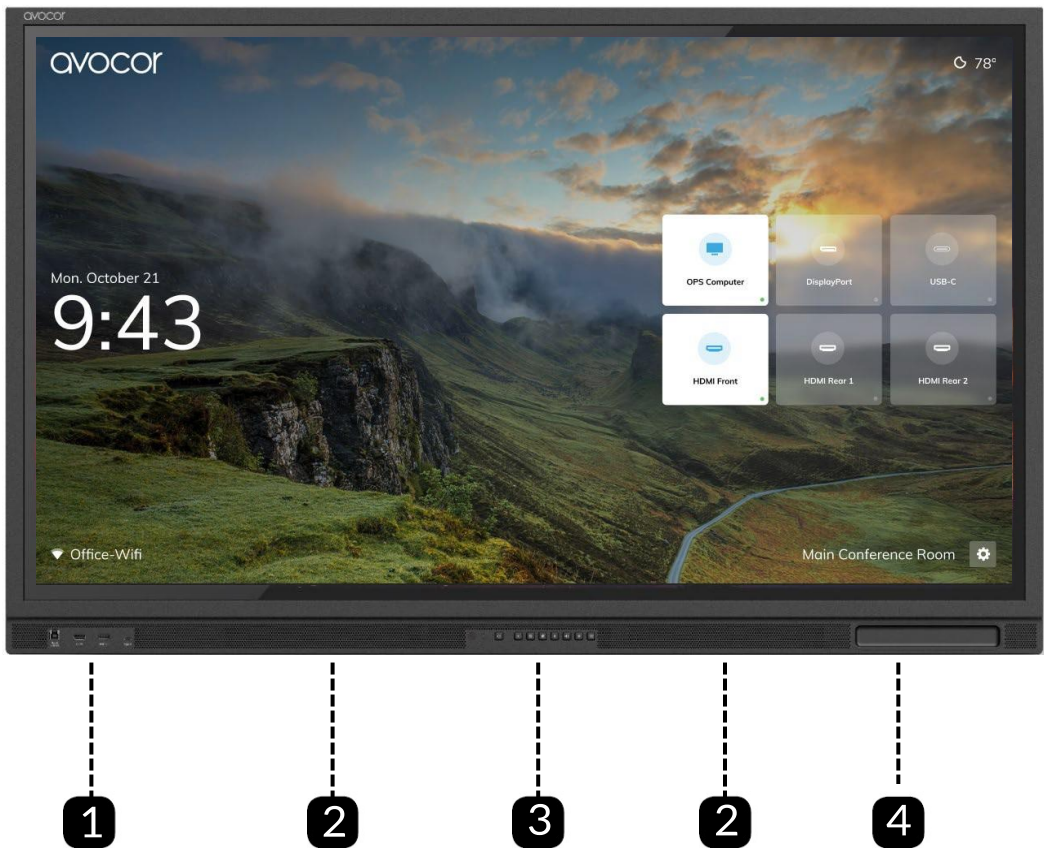 avocor
avocor
78°
OPS Computer
DisplayPort
USB-C
HDMI Front
HDMI Rear 1
HDMI Rear 2
Mon. October 21
9:43
Office-Wifi
Main Conference Room
1
2
3
2
4